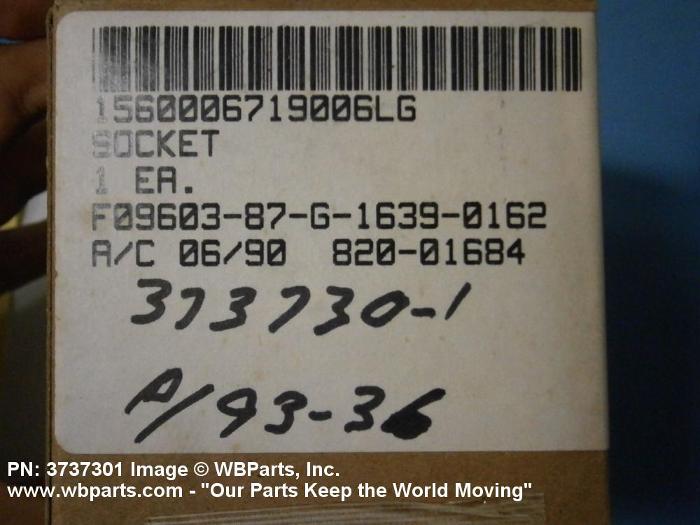 1560006719006LG
SOCKET
1 EA.
F09603-87-G-1639-0162
A/C 06/90 820-01684
373730-1
A/93-36
PN: 3737301 Image © WBParts, Inc.
www.wbparts.com - "Our Parts Keep the World Moving"